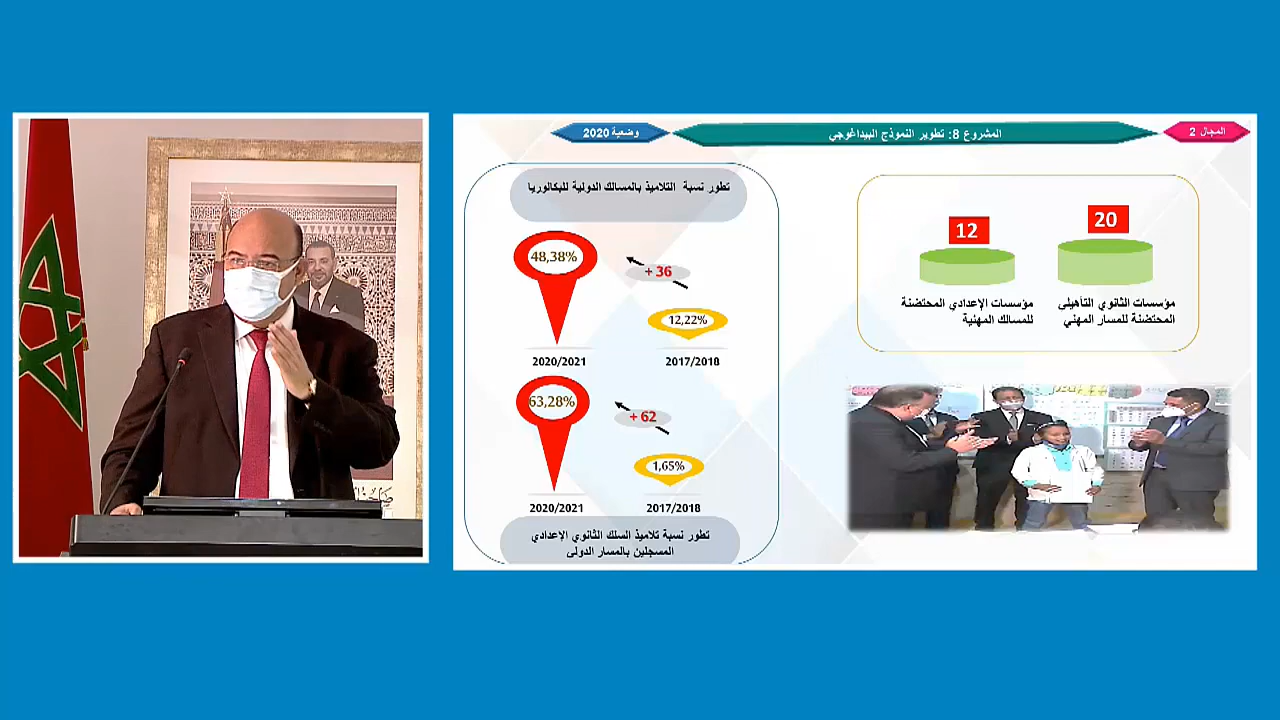 المجال 2
المشروع 8: تطوير النموذج البيداغوجي
وضعية 2020
20
12
مؤسسات الثانوي التأهيلى
المحتضنة للمسار المهني
مؤسسات الإعدادي المحتضنة
للمسالك المهنية
تطور نسبة التلاميذ بالمسالك الدولية للبكالوريا
48,38%
+ 36
12,22%
2020/2021
2017/2018
63,28%
+ 62
1,65%
2020/2021
2017/2018
تطور نسبة تلاميذ السلك الثانوي الإعدادي
المسجلين بالمسار الدولى